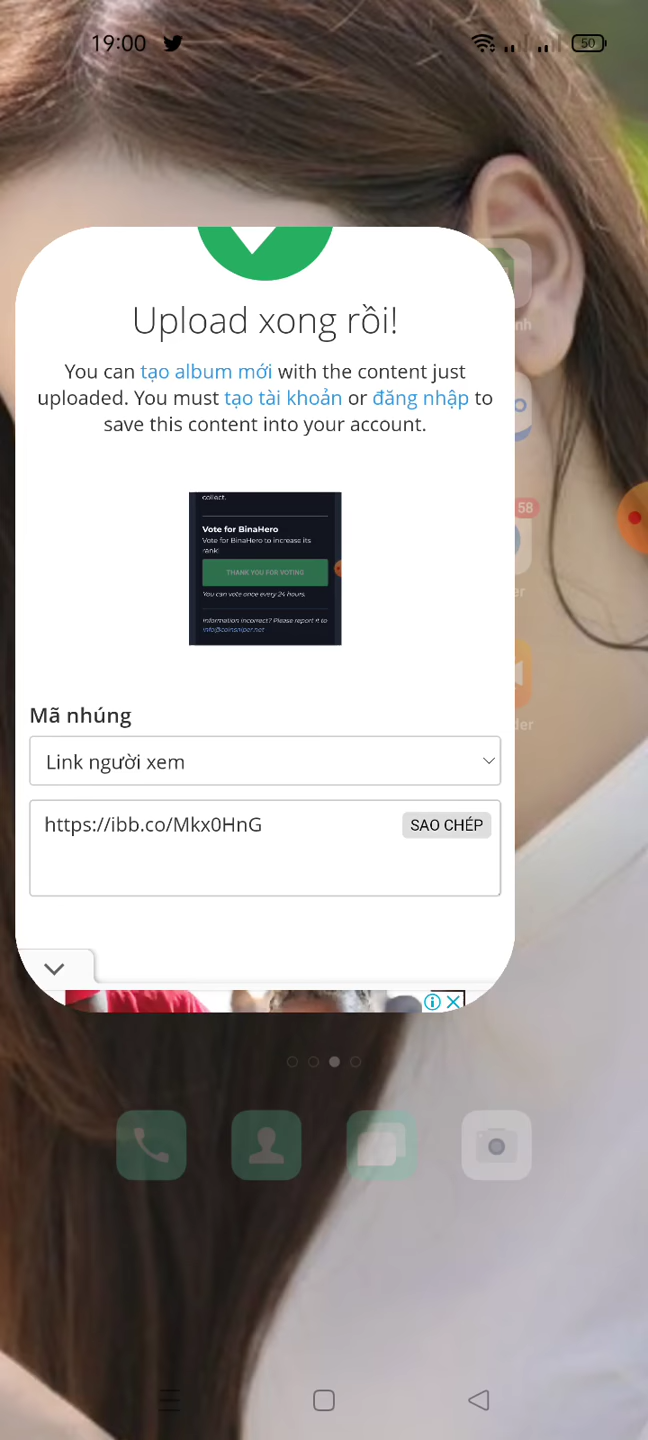 19:00
50
Upload xong rồi!
You can tạo album mới with the content just
uploaded. You must tạo tài khoản or đăng nhập to
save this content into your account.
collect.
Vote for BinaHero
Vote for BinaHero to increase its
rank!
THANK YOU FOR VOTING
You can vote once every 24 hours.
Information incorrect? Please report it to
info@coinsniper.net
58
Mã nhúng
Link người xem
https://ibb.co/Mkx0HnG
SAO CHÉP